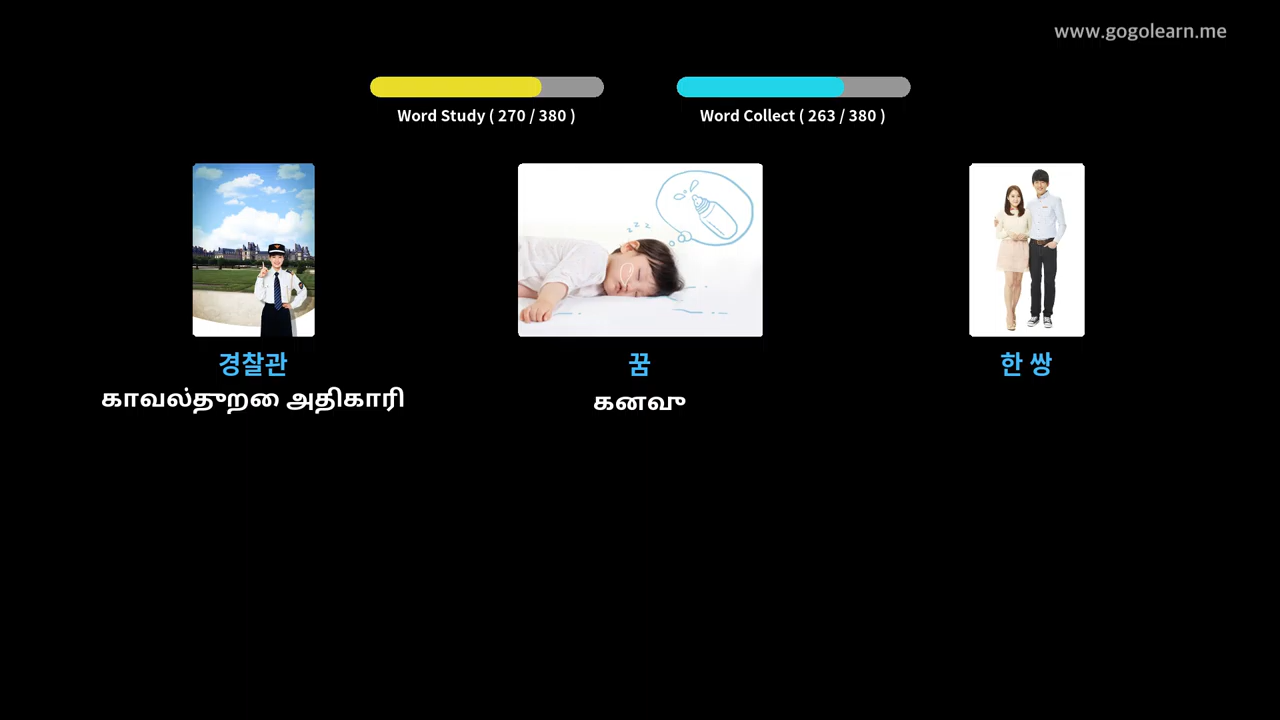 www.gogolearn.me
Word Study ( 270 / 380 )
Word Collect ( 263 / 380 )
경찰관
꿈
한 쌍
காவல்துறை அதிகாரி
கனவு